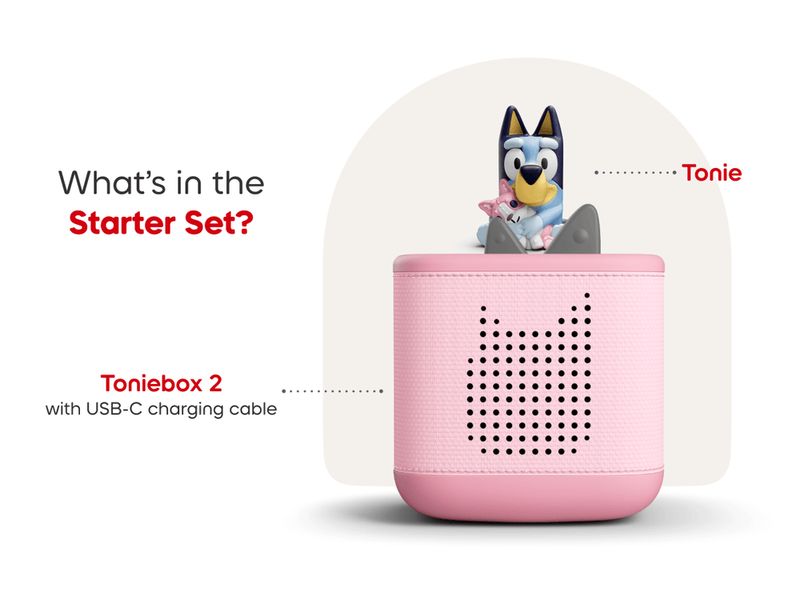 What's in the
Starter Set?
Tonie
Toniebox 2
with USB-C charging cable